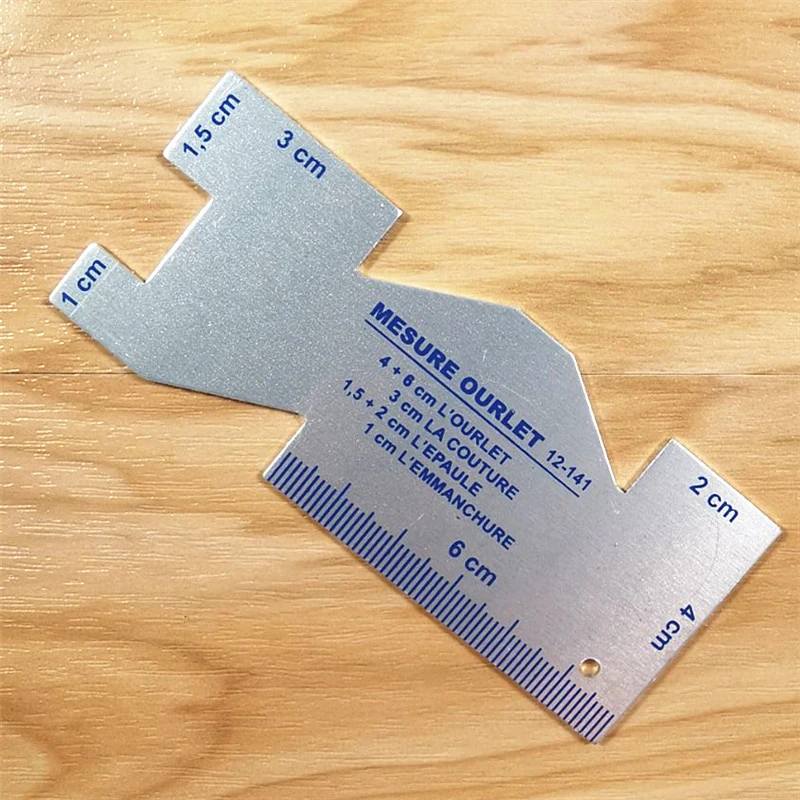 1,5 cm
3 cm
1 cm
MESURE OURLET 12-141
4 + 6 cm L'OURLET
3 cm LA COUTURE
1,5 + 2 cm L'EPAULE
1 cm L'EMMANCHURE
2 cm
6 cm
4 cm